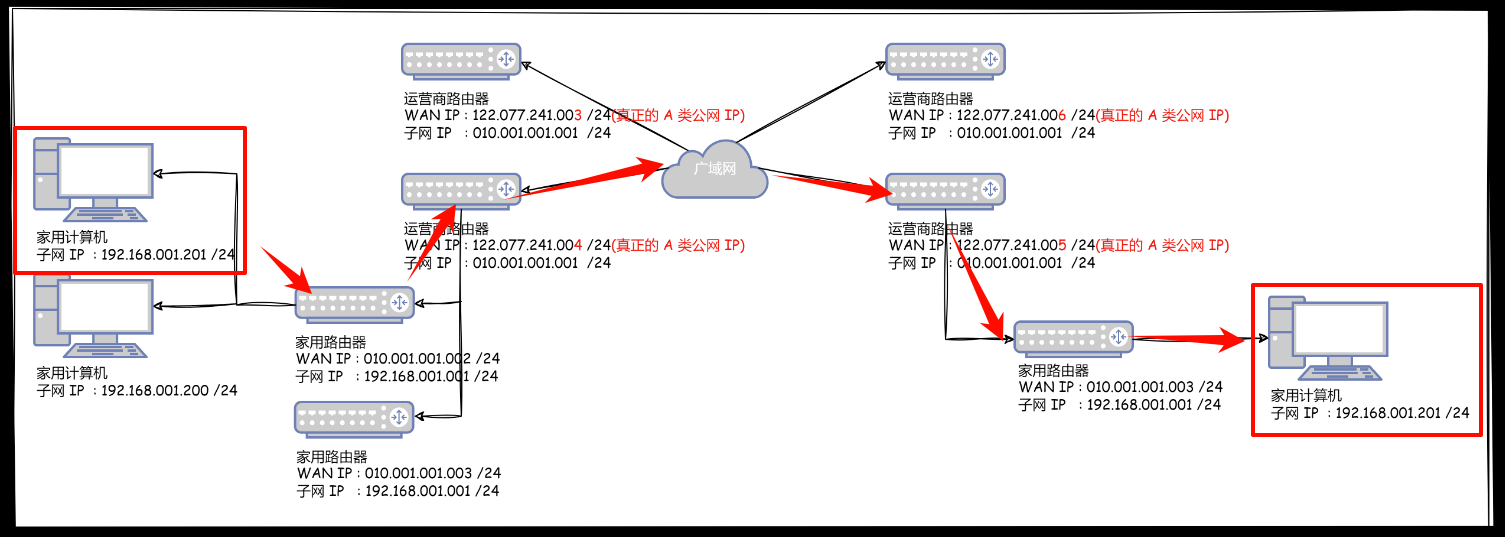 运营商路由器
WAN IP : 122.077.241.003 /24(真正的 A 类公网 IP)
子网 IP : 010.001.001.001 /24
运营商路由器
WAN IP : 122.077.241.006 /24(真正的 A 类公网 IP)
子网 IP : 010.001.001.001 /24
广域网
家用计算机
子网 IP : 192.168.001.201 /24
运营商路由器
WAN IP : 122.077.241.004 /24(真正的 A 类公网 IP)
子网 IP : 010.001.001.001 /24
运营商路由器
WAN IP : 122.077.241.005 /24(真正的 A 类公网 IP)
子网 IP : 010.001.001.001 /24
家用计算机
子网 IP : 192.168.001.200 /24
家用路由器
WAN IP : 010.001.001.002 /24
子网 IP : 192.168.001.001 /24
家用路由器
WAN IP : 010.001.001.003 /24
子网 IP : 192.168.001.001 /24
家用计算机
子网 IP : 192.168.001.201 /24
家用路由器
WAN IP : 010.001.001.003 /24
子网 IP : 192.168.001.001 /24